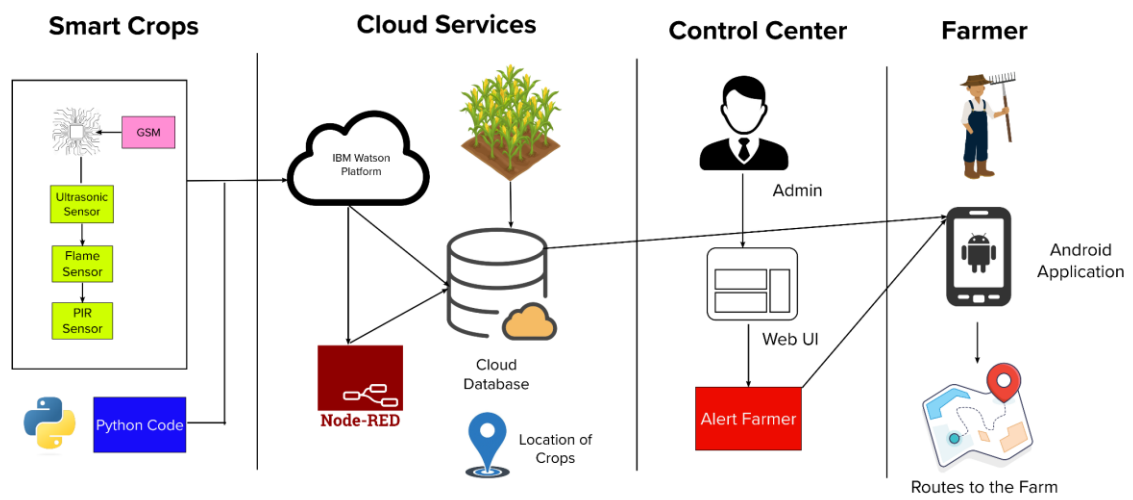 Smart Crops
Cloud Services
Control Center
Farmer
GSM
Ultrasonic
Sensor
Flame
Sensor
PIR
Sensor
Python Code
IBM Watson
Platform
Node-RED
Cloud
Database
Location of
Crops
Admin
Web UI
Alert Farmer
Android
Application
Routes to the Farm